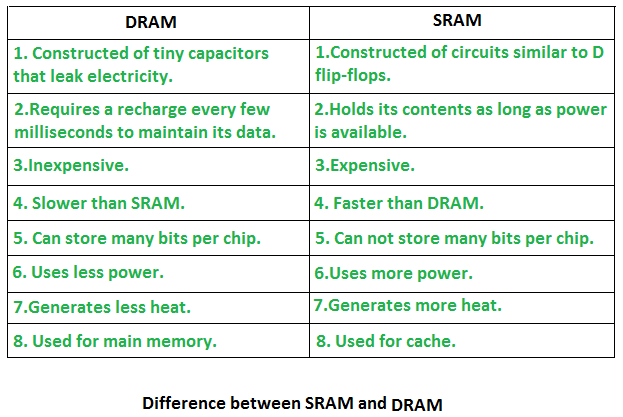 DRAM
SRAM
1. Constructed of tiny capacitors
that leak electricity.
1.Constructed of circuits similar to D
flip-flops.
2.Requires a recharge every few
milliseconds to maintain its data.
2.Holds its contents as long as power
is available.
3.Inexpensive.
3.Expensive.
4. Slower than SRAM.
4. Faster than DRAM.
5. Can store many bits per chip.
5. Can not store many bits per chip.
6. Uses less power.
6.Uses more power.
7.Generates less heat.
7.Generates more heat.
8. Used for main memory.
8. Used for cache.
Difference between SRAM and DRAM